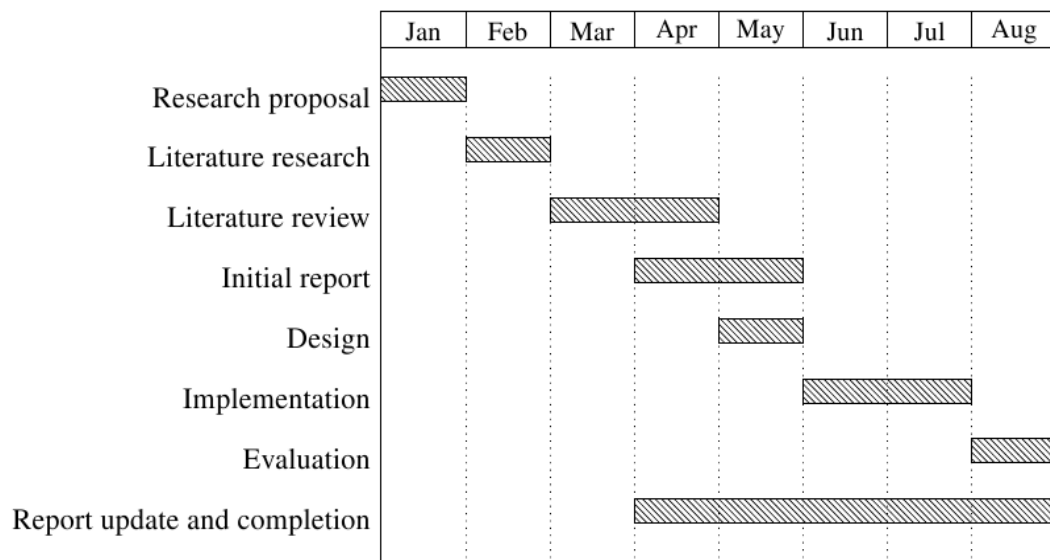 Jan Feb Mar Apr May Jun Jul Aug
Research proposal
Literature research
Literature review
Initial report
Design
Implementation
Evaluation
Report update and completion